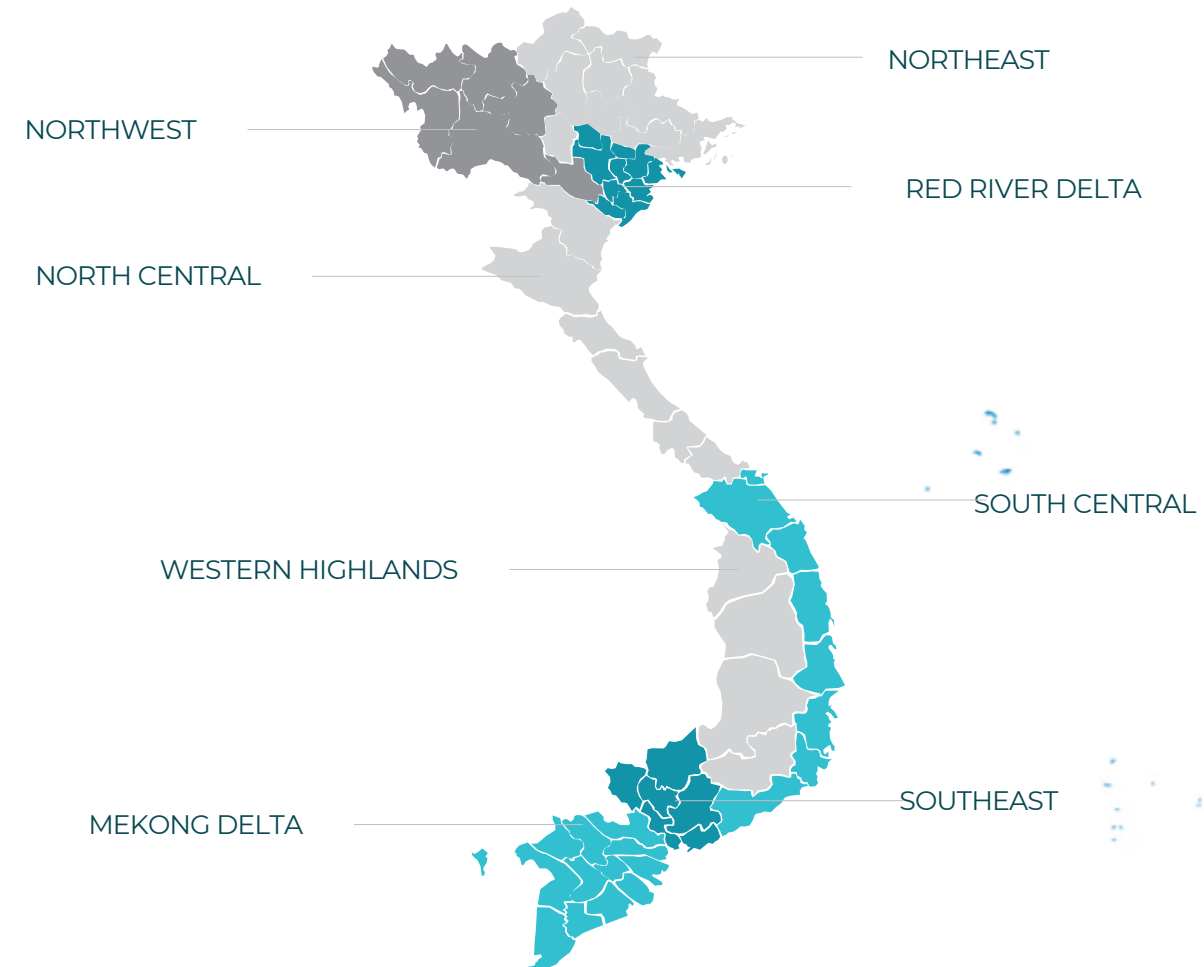 NORTHEAST
NORTHWEST
RED RIVER DELTA
NORTH CENTRAL
SOUTH CENTRAL
WESTERN HIGHLANDS
SOUTHEAST
MEKONG DELTA